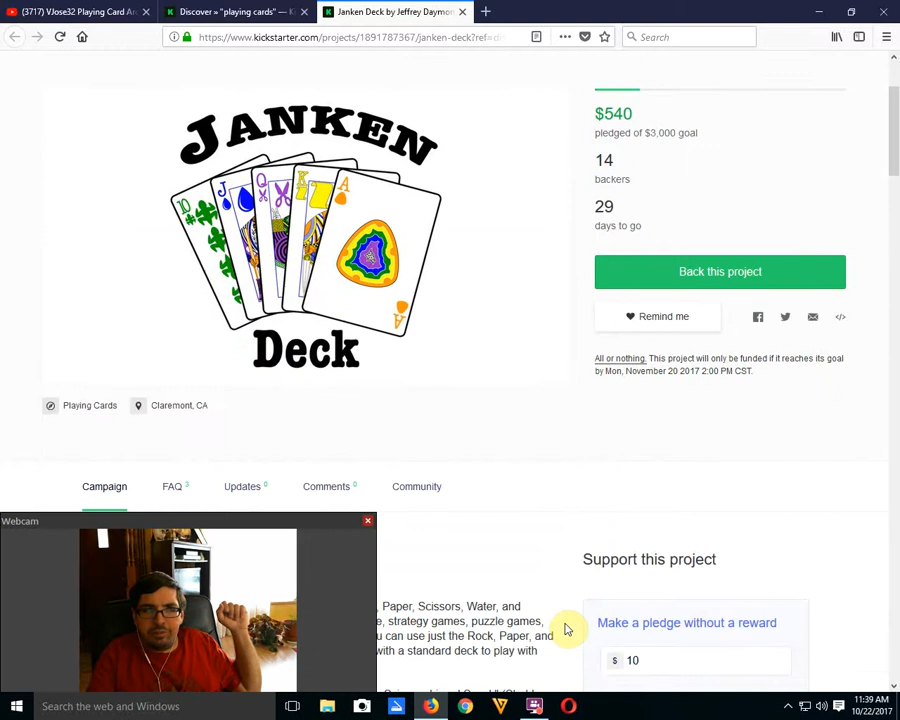 (3717) VJose32 Playing Card Ar
Discover » "playing cards" — K
Janken Deck by Jeffrey Daymon
https://www.kickstarter.com/projects/1891787367/janken-deck?ref=di
Search
JANKEN
10
J
Q
K
A
A
Deck
$540
pledged of $3,000 goal
14
backers
29
days to go
Back this project
Remind me
All or nothing. This project will only be funded if it reaches its goal
by Mon, November 20 2017 2:00 PM CST.
Playing Cards
Claremont, CA
Campaign
FAQ 3
Updates 0
Comments 0
Community
Webcam
Support this project
, Paper, Scissors, Water, and
e, strategy games, puzzle games,
u can use just the Rock, Paper, and
with a standard deck to play with
Make a pledge without a reward
$ 10
Search the web and Windows
11:39 AM
10/22/2017